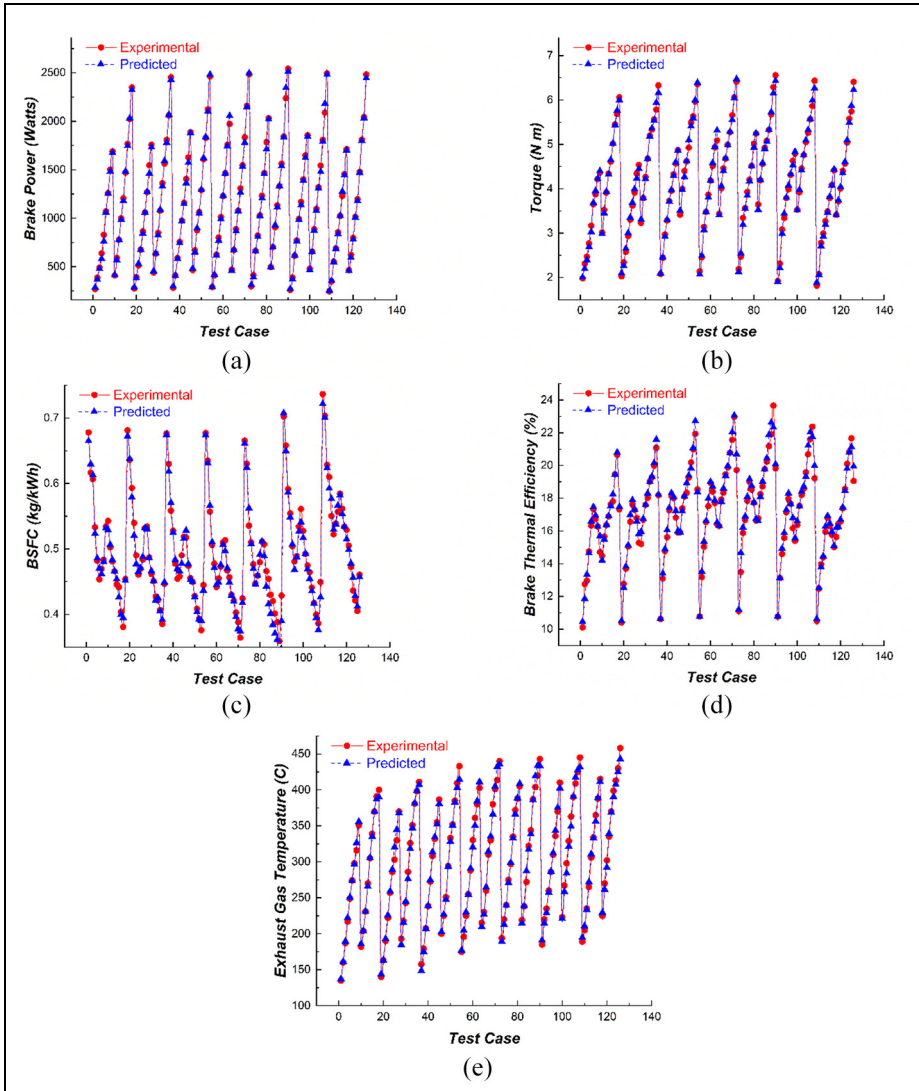 Experimental
Predicted
Brake Power (Watts)
2500
2000
1500
1000
500
0 20 40 60 80 100 120 140
Test Case
(a)
Experimental
Predicted
Torque (N m)
7
6
5
4
3
2
0 20 40 60 80 100 120 140
Test Case
(b)
Experimental
Predicted
BSFC (kg/kWh)
0.7
0.6
0.5
0.4
0 20 40 60 80 100 120 140
Test Case
(c)
Experimental
Predicted
Brake Thermal Efficiency (%)
24
22
20
18
16
14
12
10
0 20 40 60 80 100 120 140
Test Case
(d)
Experimental
Predicted
Exhaust Gas Temperature (C)
450
400
350
300
250
200
150
100
0 20 40 60 80 100 120 140
Test Case
(e)